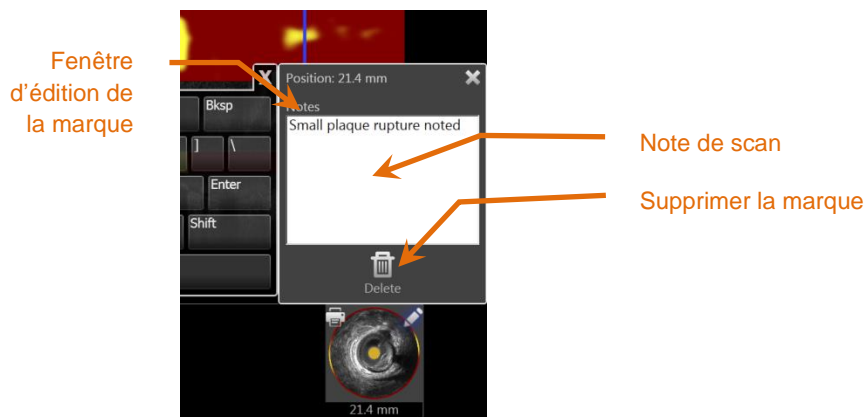 Fenêtre
d'édition de
la marque
X
Position: 21.4 mm
Notes
Small plaque rupture noted
Bksp
] \
Enter
Shift
Delete
21.4 mm
Note de scan
Supprimer la marque